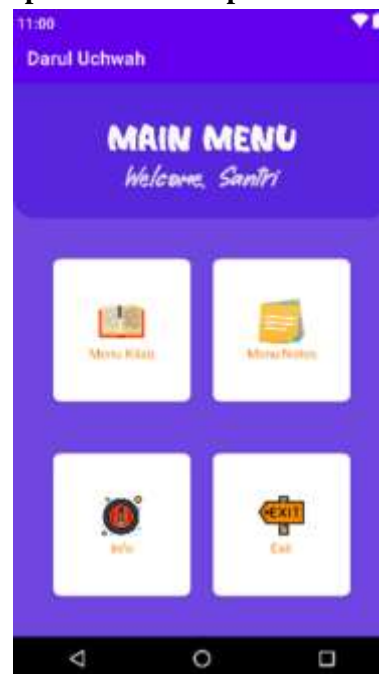 11:00
Darul Uchwah
MAIN MENU
Welcome, Santri
Menu Kitab
Menu Notes
Info
EXIT
Exit